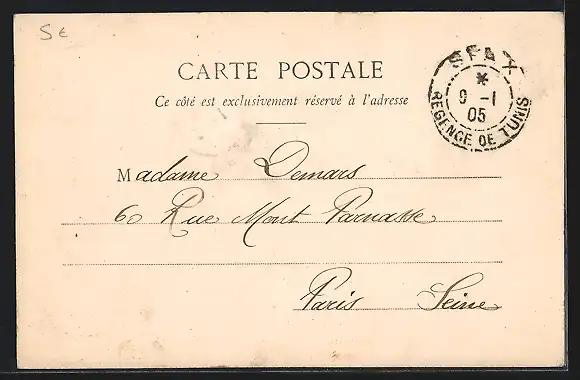 Se
CARTE POSTALE
Ce côté est exclusivement réservé à l'adresse
SFAX
*
9 -1
05
REGENCE DE TUNIS
Madame Demars
60 Rue Mont Parnasse
Paris Seine